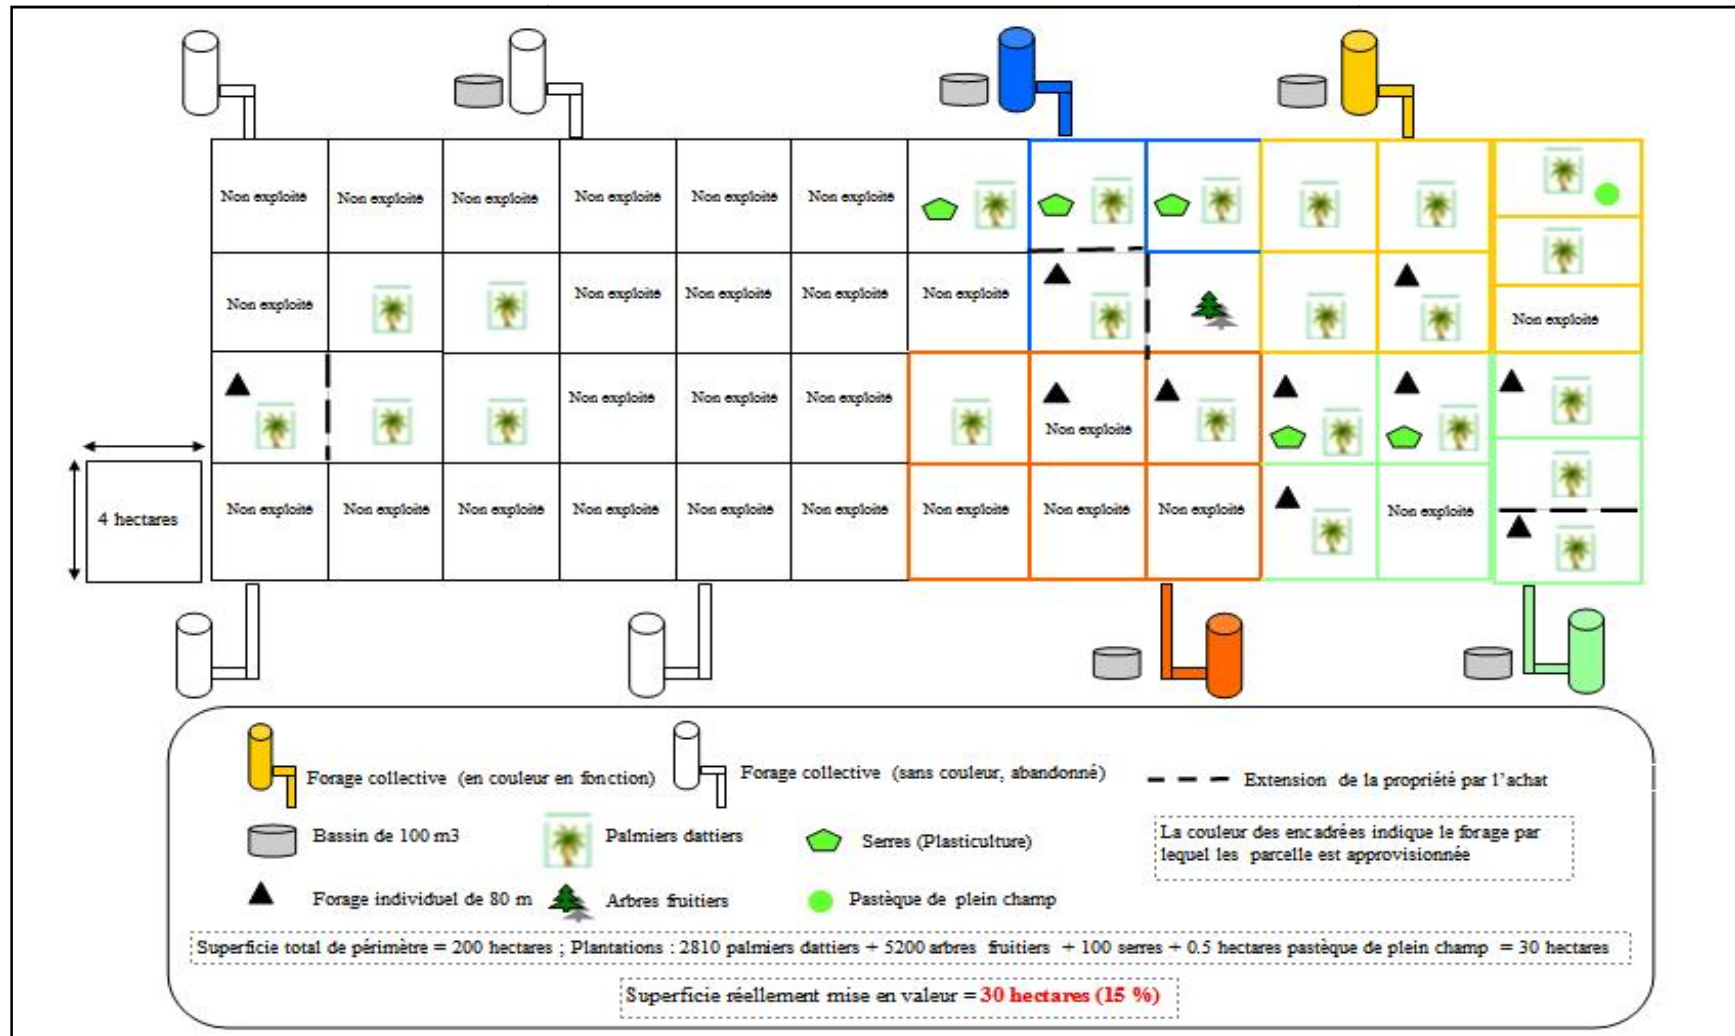 Non exploité Non exploité Non exploité Non exploité Non exploité Non exploité
Non exploité Non exploité Non exploité Non exploité Non exploité Non exploité
Non exploité Non exploité Non exploité Non exploité
4 hectares Non exploité Non exploité Non exploité Non exploité Non exploité Non exploité Non exploité Non exploité Non exploité Non exploité
Forage collective (en couleur en fonction)
Forage collective (sans couleur, abandonné)
Extension de la propriété par l'achat
Bassin de 100 m3
Palmiers dattiers
Serres (Plasticulture)
La couleur des encadrées indique le forage par
lequel les parcelle est approvisionnée
Forage individuel de 80 m
Arbres fruitiers
Pastèque de plein champ
Superficie total de périmètre = 200 hectares ; Plantations : 2810 palmiers dattiers + 5200 arbres fruitiers + 100 serres + 0.5 hectares pastèque de plein champ = 30 hectares
Superficie réellement mise en valeur = 30 hectares (15 %)